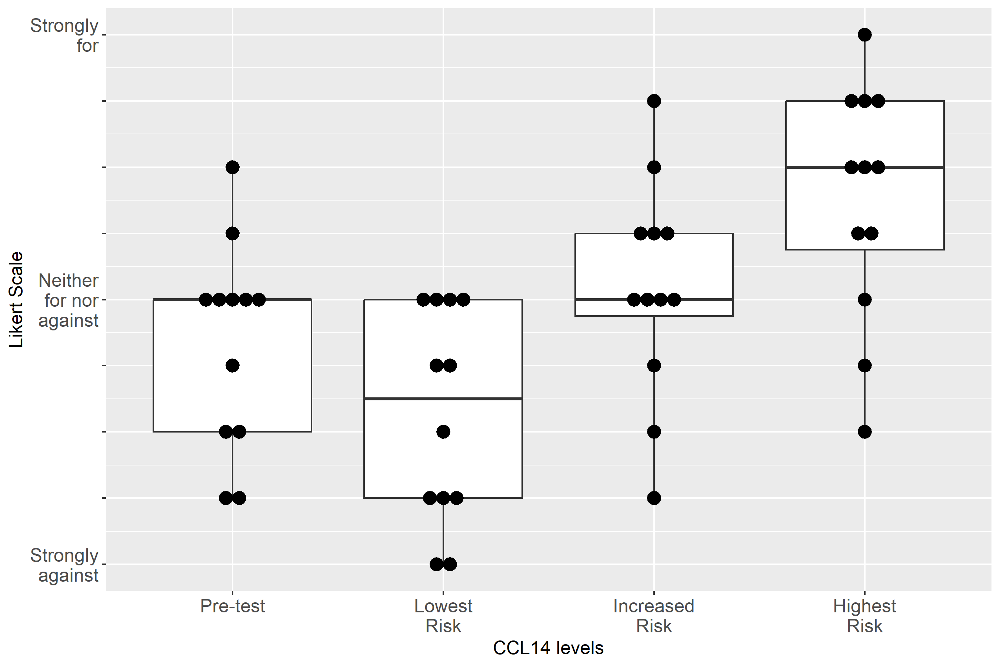 Strongly
for
Neither
for nor
against
Strongly
against
Likert Scale
Pre-test
Lowest
Risk
Increased
Risk
Highest
Risk
CCL14 levels